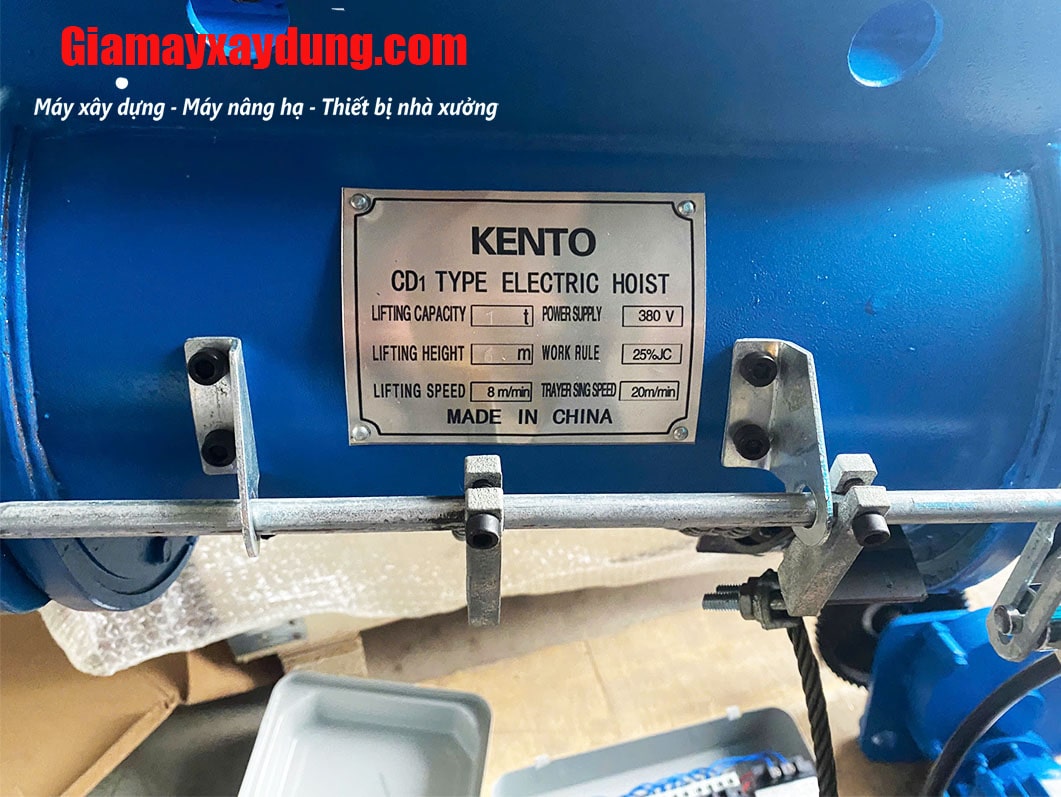 Giamayxaydung.com
Máy xây dựng - Máy nâng hạ - Thiết bị nhà xưởng
KENTO
CD1 TYPE ELECTRIC HOIST
LIFTING CAPACITY 1 t POWER SUPPLY 380 V
LIFTING HEIGHT m WORK RULE 25%JC
LIFTING SPEED 8 m/min TRAYER SING SPEED 20m/min
MADE IN CHINA